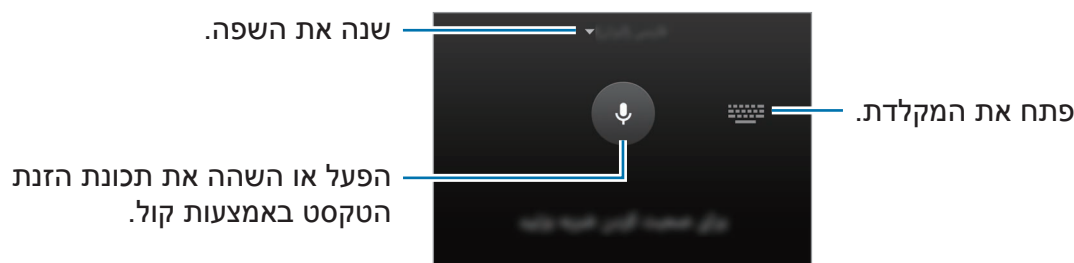 שנה את השפה.
פתח את המקלדת.
הפעל או השהה את תכונת הזנת
הטקסט באמצעות קול.